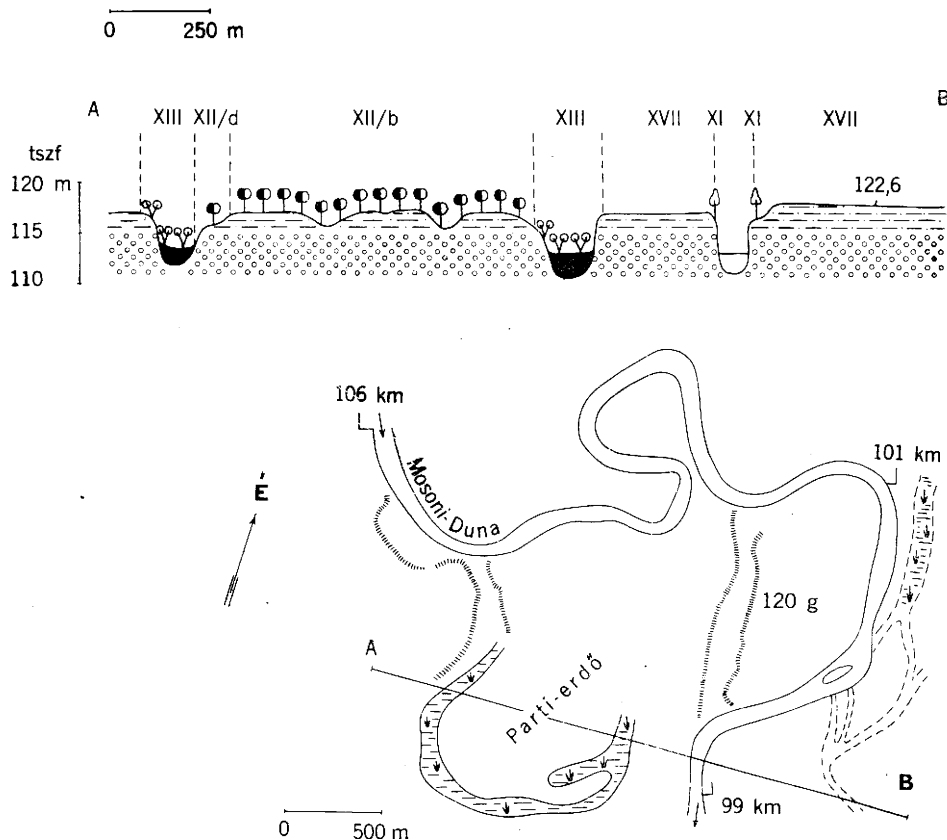 0 250 m
A B
XIII XII/d XII/b XIII XVII XI XI XVII
tszf
120 m
122,6
115
110
106 km
Mosoni-Duna
101 km
É
120 g
A
Parti-erdő
B
99 km
0 500 m